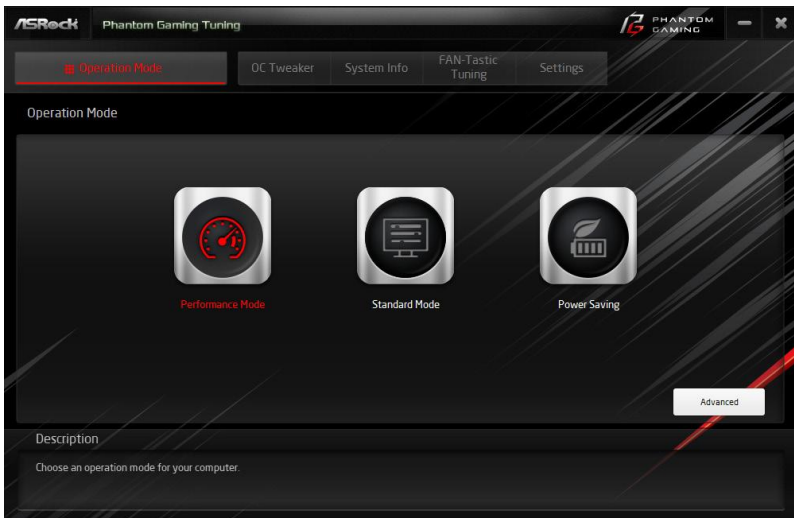 ASRock
Phantom Gaming Tuning
PHANTOM
GAMING
Operation Mode
OC Tweaker
System Info
FAN-Tastic
Tuning
Settings
Operation Mode
Performance Mode
Standard Mode
Power Saving
Advanced
Description
Choose an operation mode for your computer.